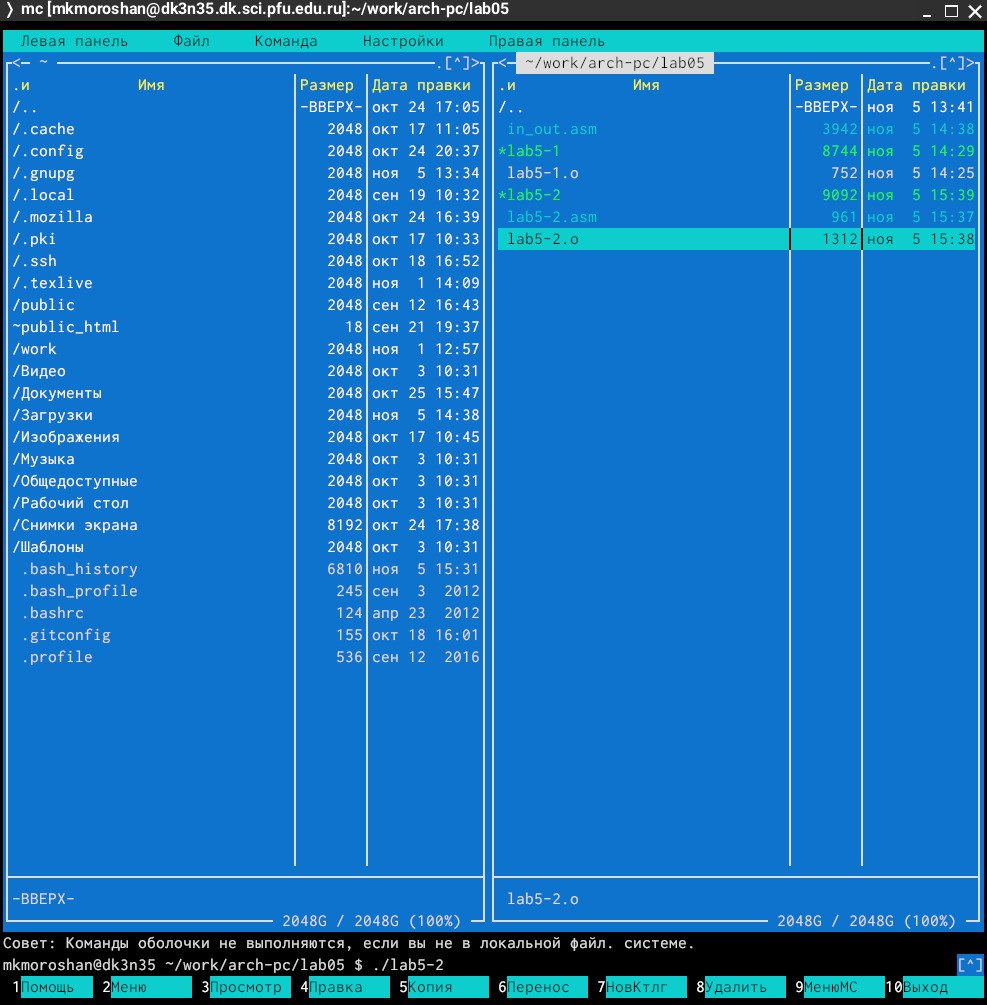 mc [mkmoroshan@dk3n35.dk.sci.pfu.edu.ru]:~/work/arch-pc/lab05
Левая панель Файл Команда Настройки Правая панель
<─ ~ .[^]>
.и Имя Размер Дата правки
/.. -ВВЕРХ- окт 24 17:05
/.cache 2048 окт 17 11:05
/.config 2048 окт 24 20:37
/.gnupg 2048 ноя 5 13:34
/.local 2048 сен 19 10:32
/.mozilla 2048 окт 24 16:39
/.pki 2048 окт 17 10:33
/.ssh 2048 окт 18 16:52
/.texlive 2048 ноя 1 14:09
/public 2048 сен 12 16:43
~public_html 18 сен 21 19:37
/work 2048 ноя 1 12:57
/Видео 2048 окт 3 10:31
/Документы 2048 окт 25 15:47
/Загрузки 2048 ноя 5 14:38
/Изображения 2048 окт 17 10:45
/Музыка 2048 окт 3 10:31
/Общедоступные 2048 окт 3 10:31
/Рабочий стол 2048 окт 3 10:31
/Снимки экрана 8192 окт 24 17:38
/Шаблоны 2048 окт 3 10:31
.bash_history 6810 ноя 5 15:31
.bash_profile 245 сен 3 2012
.bashrc 124 апр 23 2012
.gitconfig 155 окт 18 16:01
.profile 536 сен 12 2016
-ВВЕРХ-
2048G / 2048G (100%)
<─ ~/work/arch-pc/lab05 .[^]>
.и Имя Размер Дата правки
/.. -ВВЕРХ- ноя 5 13:41
in_out.asm 3942 ноя 5 14:38
*lab5-1 8744 ноя 5 14:29
lab5-1.o 752 ноя 5 14:25
*lab5-2 9092 ноя 5 15:39
lab5-2.asm 961 ноя 5 15:37
lab5-2.o 1312 ноя 5 15:38
lab5-2.o
2048G / 2048G (100%)
Совет: Команды оболочки не выполняются, если вы не в локальной файл. системе.
mkmoroshan@dk3n35 ~/work/arch-pc/lab05 $ ./lab5-2 [^]
1Помощь 2Меню 3Просмотр 4Правка 5Копия 6Перенос 7НовКтлг 8Удалить 9МенюMC 10Выход